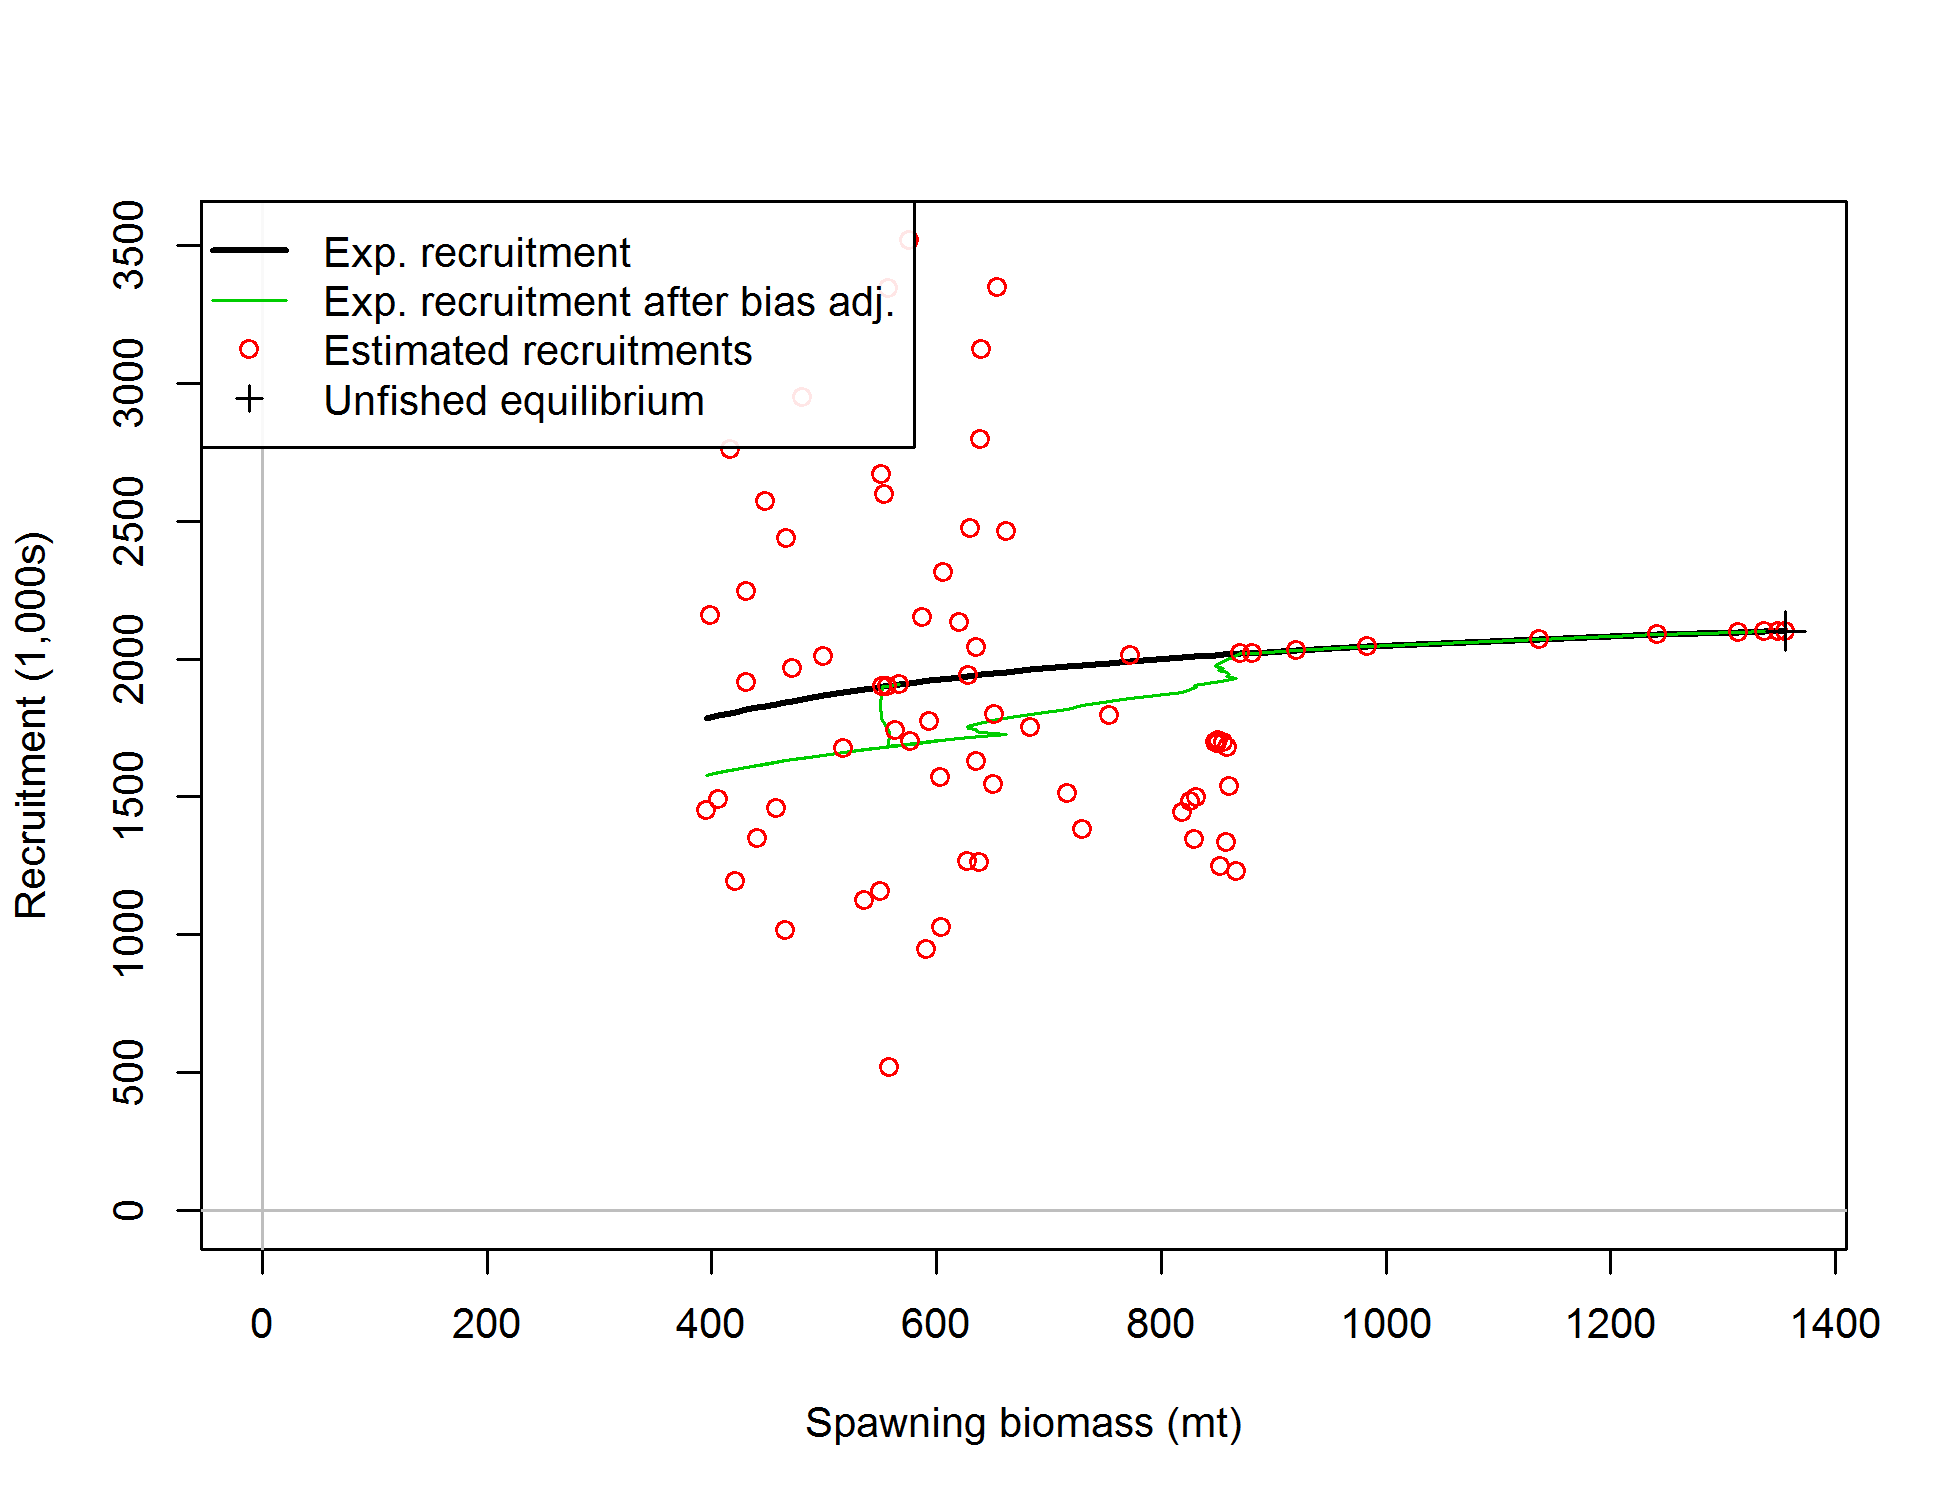 Exp. recruitment
Exp. recruitment after bias adj.
Estimated recruitments
Unfished equilibrium
Recruitment (1,000s)
3500
3000
2500
2000
1500
1000
500
0
0 200 400 600 800 1000 1200 1400
Spawning biomass (mt)